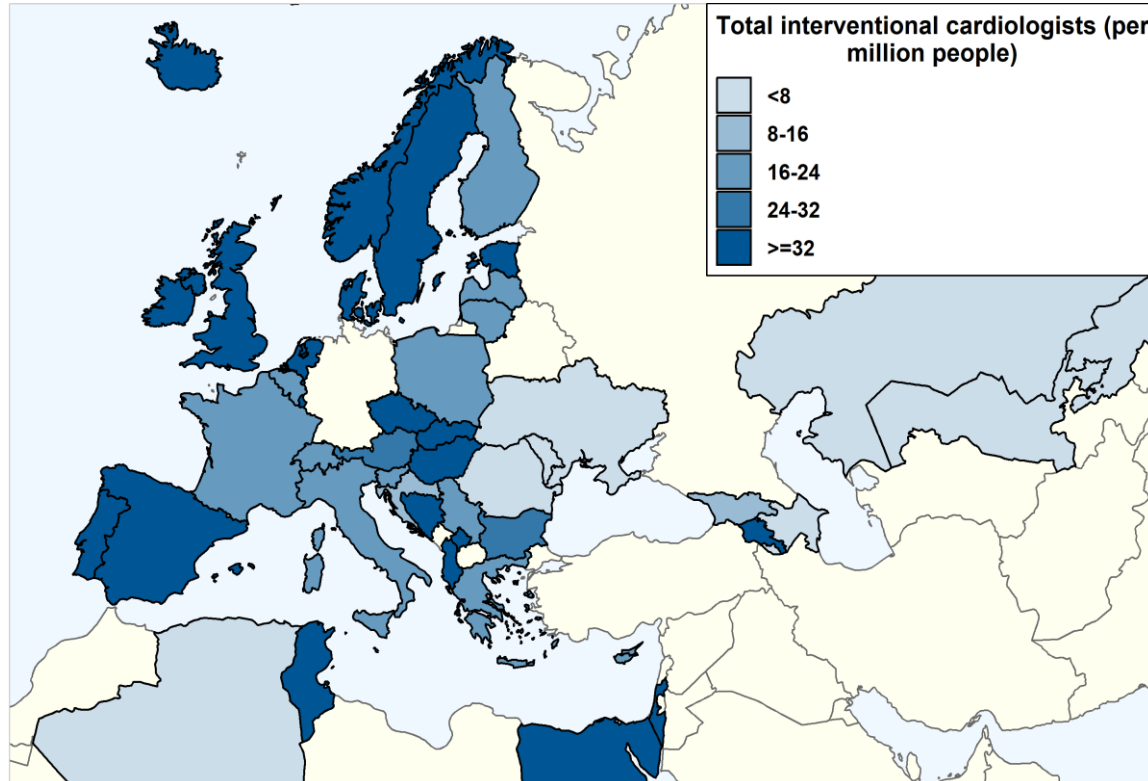 Total interventional cardiologists (per
million people)
<8
8-16
16-24
24-32
>=32